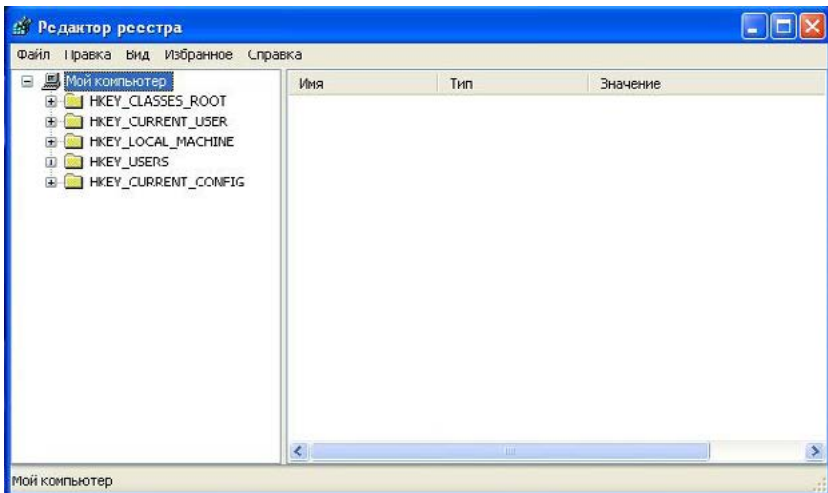 Редактор реестра
Файл Правка Вид Избранное Справка
Мой компьютер
HKEY_CLASSES_ROOT
HKEY_CURRENT_USER
HKEY_LOCAL_MACHINE
HKEY_USERS
HKEY_CURRENT_CONFIG
Имя Тип Значение
Мой компьютер